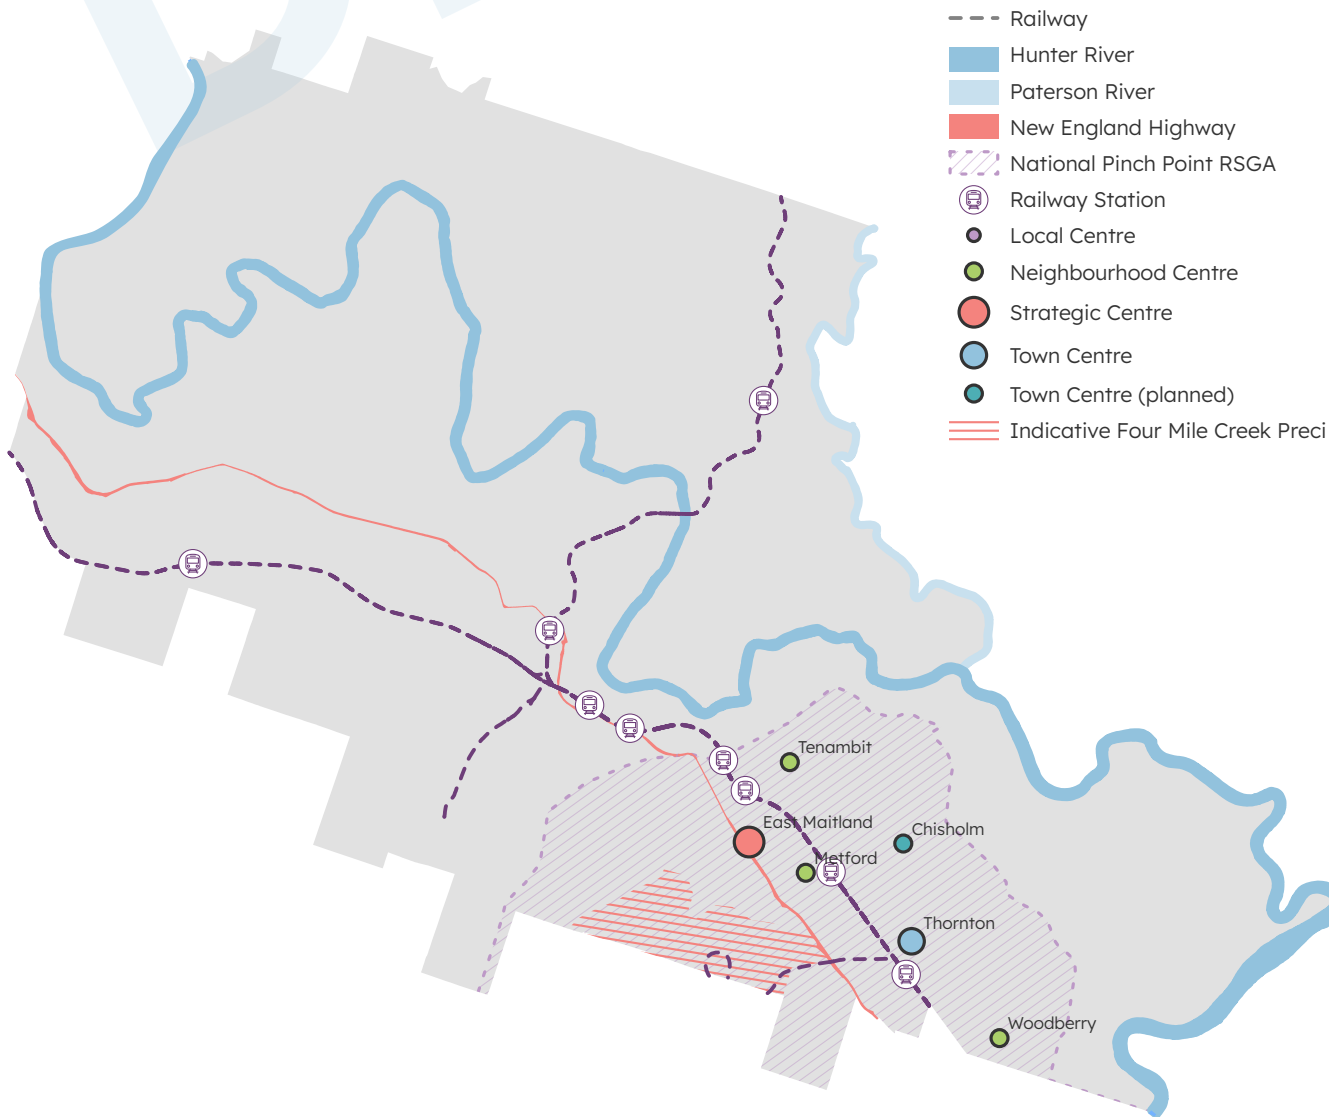 Railway
Hunter River
Paterson River
New England Highway
National Pinch Point RSGA
Railway Station
Local Centre
Neighbourhood Centre
Strategic Centre
Town Centre
Town Centre (planned)
Indicative Four Mile Creek Preci
Tenambit
East Maitland
Chisholm
Metford
Thornton
Woodberry